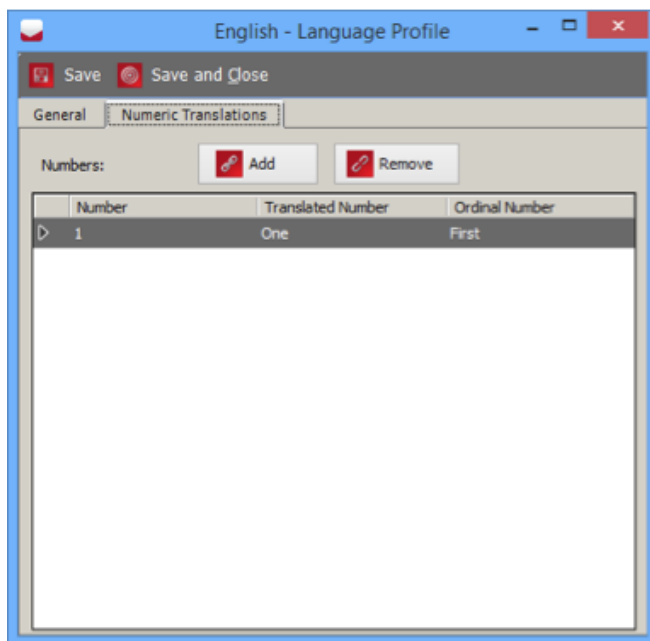 English - Language Profile
Save Save and Close
General Numeric Translations
Numbers: Add Remove
Number Translated Number Ordinal Number
1 One First